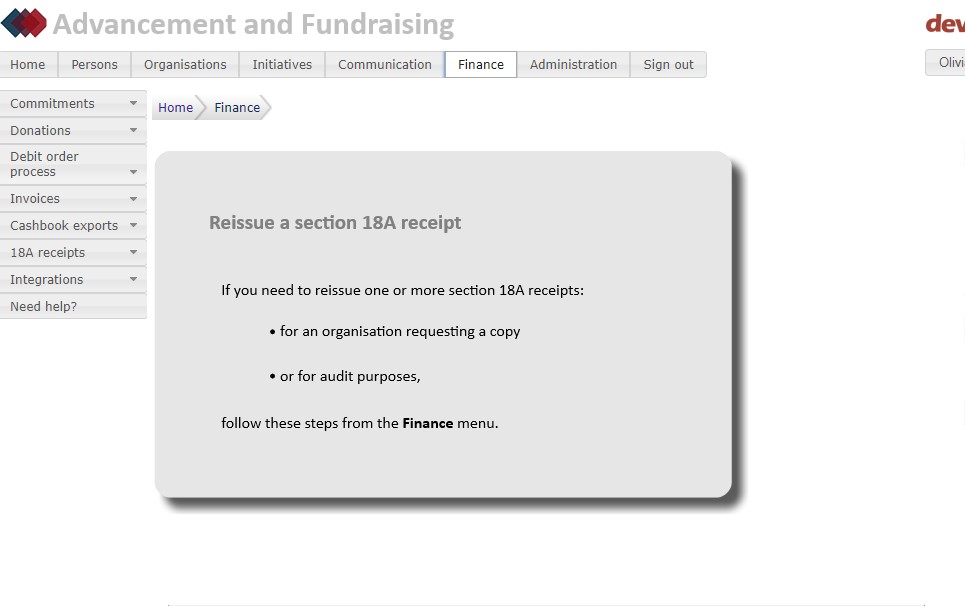 Advancement and Fundraising
dev
Home Persons Organisations Initiatives Communication Finance Administration Sign out
Olivi
Commitments
Donations
Debit order
process
Invoices
Cashbook exports
18A receipts
Integrations
Need help?
Home Finance
Reissue a section 18A receipt
If you need to reissue one or more section 18A receipts:
• for an organisation requesting a copy
• or for audit purposes,
follow these steps from the Finance menu.